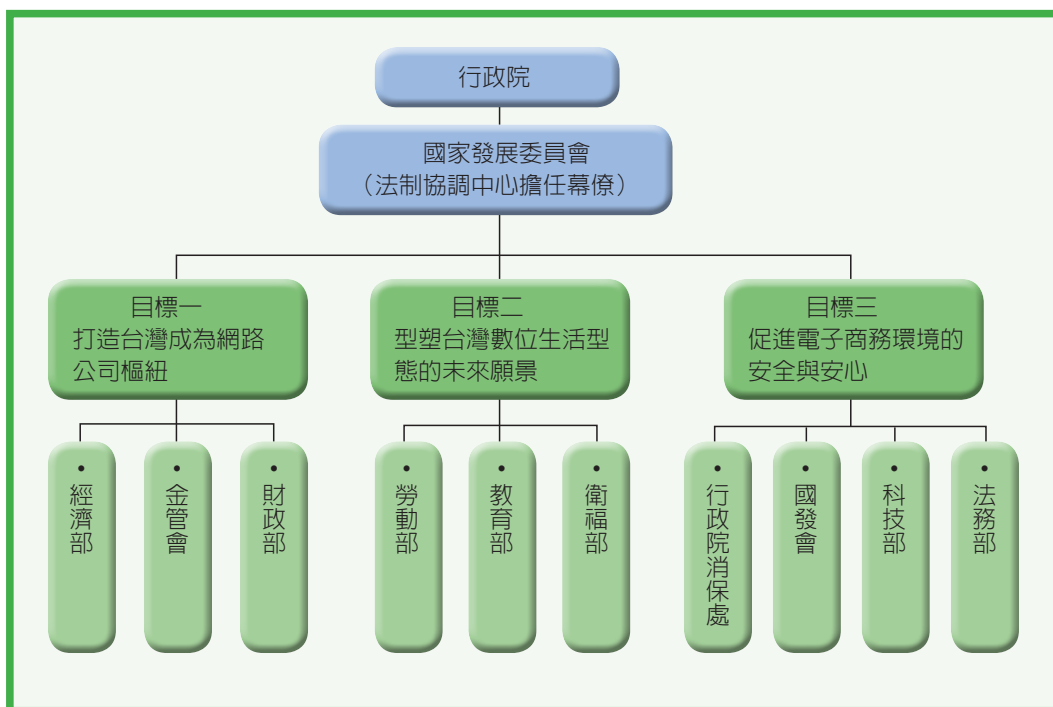 行政院
國家發展委員會
（法制協調中心擔任幕僚）
目標一
打造台灣成為網路
公司樞紐
目標二
型塑台灣數位生活型
態的未來願景
目標三
促進電子商務環境的
安全與安心
• 經濟部
• 金管會
• 財政部
• 勞動部
• 教育部
• 衛福部
• 行政院消保處
• 國發會
• 科技部
• 法務部